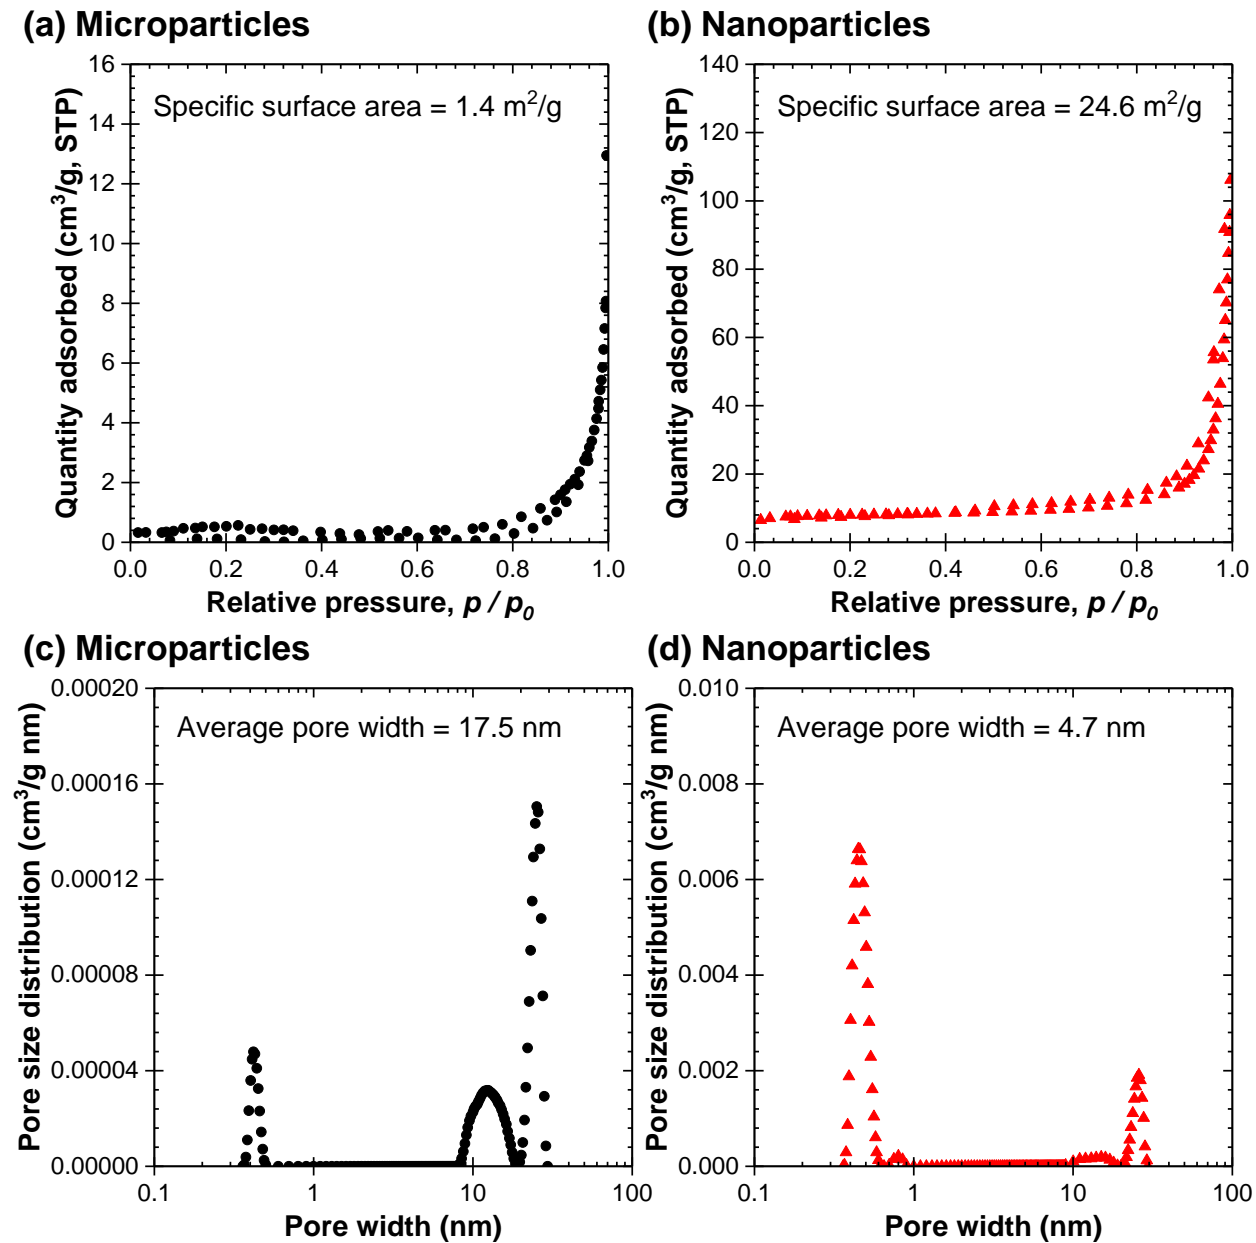 (a) Microparticles
(b) Nanoparticles
Quantity adsorbed (cm³/g, STP)
16
14
12
10
8
6
4
2
0
Specific surface area = 1.4 m²/g
0.0 0.2 0.4 0.6 0.8 1.0
Relative pressure, p / p₀
Quantity adsorbed (cm³/g, STP)
140
120
100
80
60
40
20
0
Specific surface area = 24.6 m²/g
0.0 0.2 0.4 0.6 0.8 1.0
Relative pressure, p / p₀
(c) Microparticles
(d) Nanoparticles
Pore size distribution (cm³/g nm)
0.00020
0.00016
0.00012
0.00008
0.00004
0.00000
Average pore width = 17.5 nm
0.1 1 10 100
Pore width (nm)
Pore size distribution (cm³/g nm)
0.010
0.008
0.006
0.004
0.002
0.000
Average pore width = 4.7 nm
0.1 1 10 100
Pore width (nm)